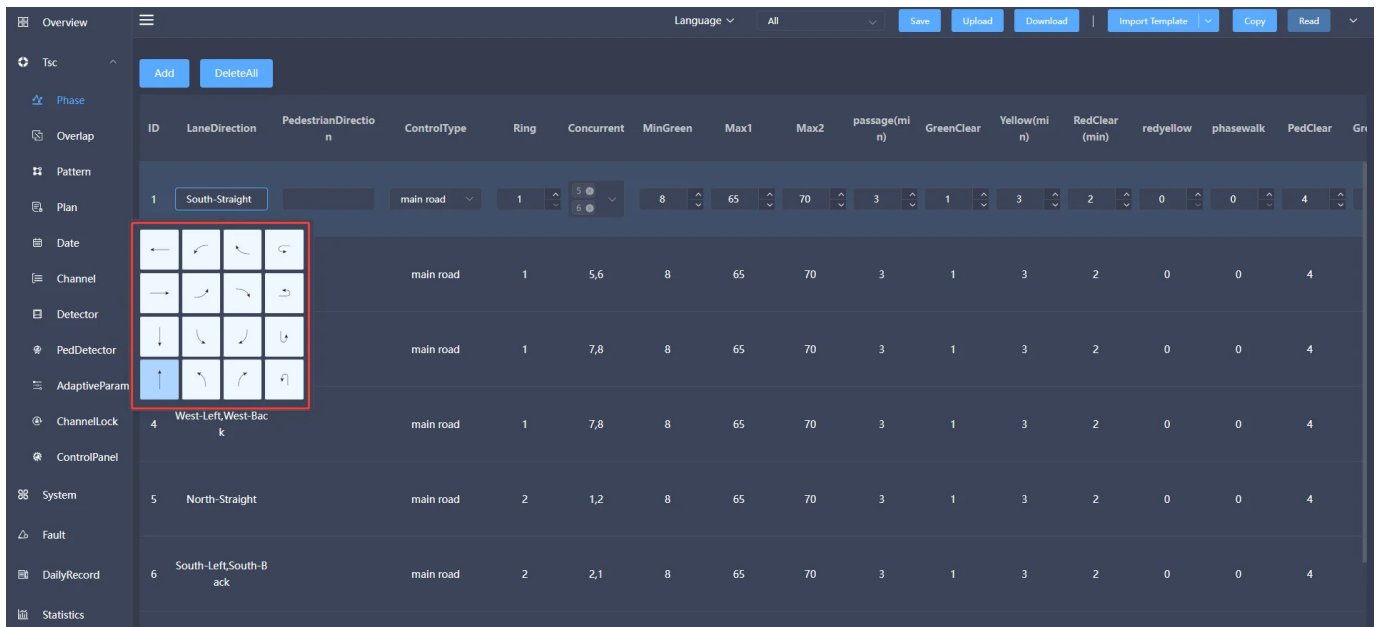 Overview
Language All Save Upload Download | Import Template Copy Read
Tsc
Add DeleteAll
Phase
ID LaneDirection PedestrianDirectio
n ControlType Ring Concurrent MinGreen Max1 Max2 passage(mi
n) GreenClear Yellow(mi
n) RedClear
(min) redyellow phasewalk PedClear Gre
Overlap
Pattern
1 South-Straight main road 1 5 6 8 65 70 3 1 3 2 0 0 4
Plan
Date
main road 1 5,6 8 65 70 3 1 3 2 0 0 4
Channel
Detector
main road 1 7,8 8 65 70 3 1 3 2 0 0 4
PedDetector
AdaptiveParam
4 West-Left,West-Bac
k main road 1 7,8 8 65 70 3 1 3 2 0 0 4
ChannelLock
ControlPanel
System
5 North-Straight main road 2 1,2 8 65 70 3 1 3 2 0 0 4
Fault
DailyRecord
6 South-Left,South-B
ack main road 2 2,1 8 65 70 3 1 3 2 0 0 4
Statistics